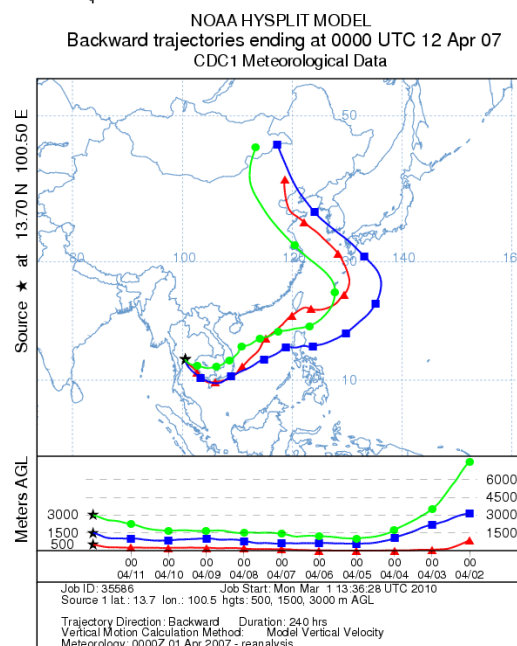 NOAA HYSPLIT MODEL
Backward trajectories ending at 0000 UTC 12 Apr 07
CDC1 Meteorological Data
Source ★ at 13.70 N 100.50 E
50
80
100
120
30
140
16
10
Meters AGL
6000
4500
3000
3000
1500
1500
500
00 00 00 00 00 00 00 00 00 00
04/11 04/10 04/09 04/08 04/07 04/06 04/05 04/04 04/03 04/02
Job ID: 35586 Job Start: Mon Mar 1 13:36:28 UTC 2010
Source 1 lat.: 13.7 lon.: 100.5 hgts: 500, 1500, 3000 m AGL
Trajectory Direction: Backward Duration: 240 hrs
Vertical Motion Calculation Method: Model Vertical Velocity
Meteorology: 0000Z 01 Apr 2007 - reanalysis